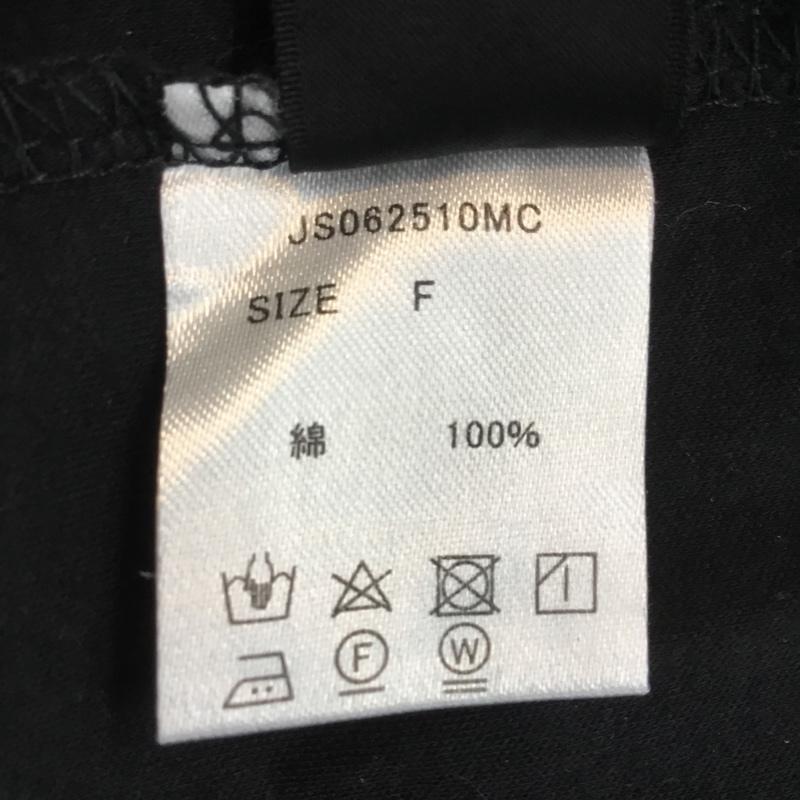 JS062510MC
SIZE F
綿 100%
F W